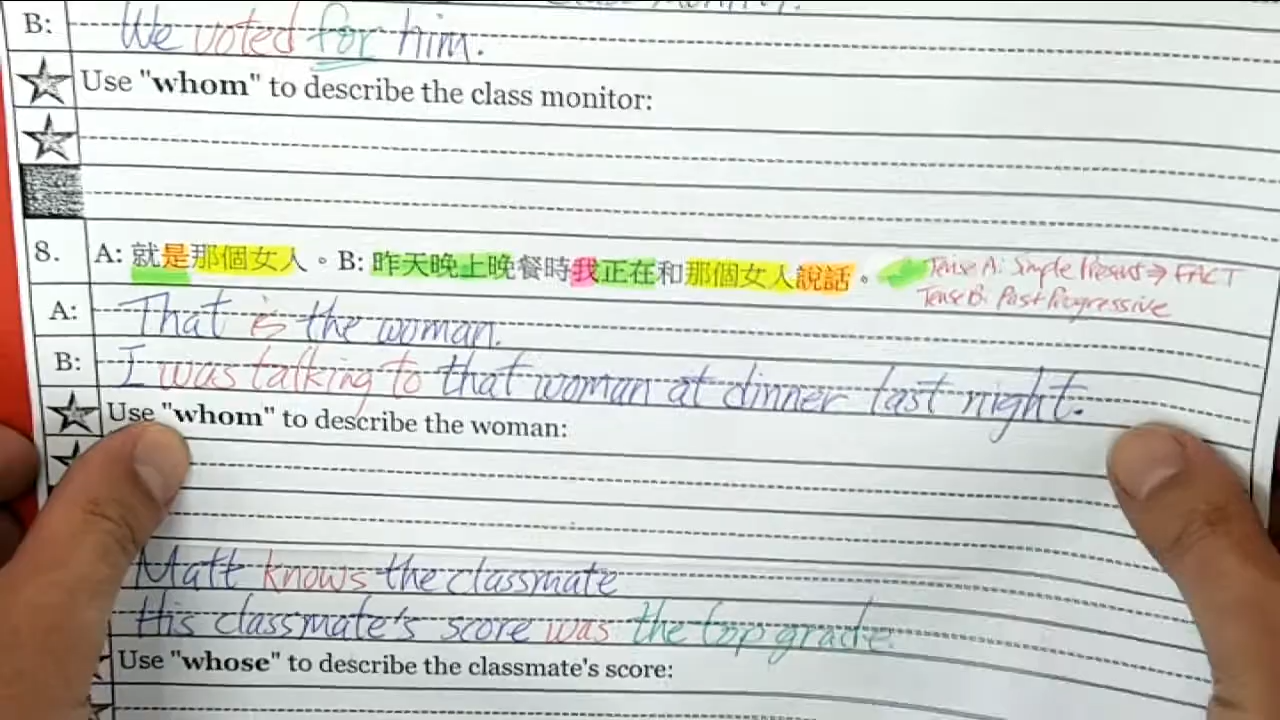 B: We voted for him.
Use "whom" to describe the class monitor:
8. A: 就是那個女人。B: 昨天晚上晚餐時我正在和那個女人說話。 Tense A: Simple Present ⇒ FACT
Tense B: Past Progressive
A: That is the woman.
B: I was talking to that woman at dinner last night.
Use "whom" to describe the woman:
Matt knows the classmate
His classmate's score was the top grade.
Use "whose" to describe the classmate's score: